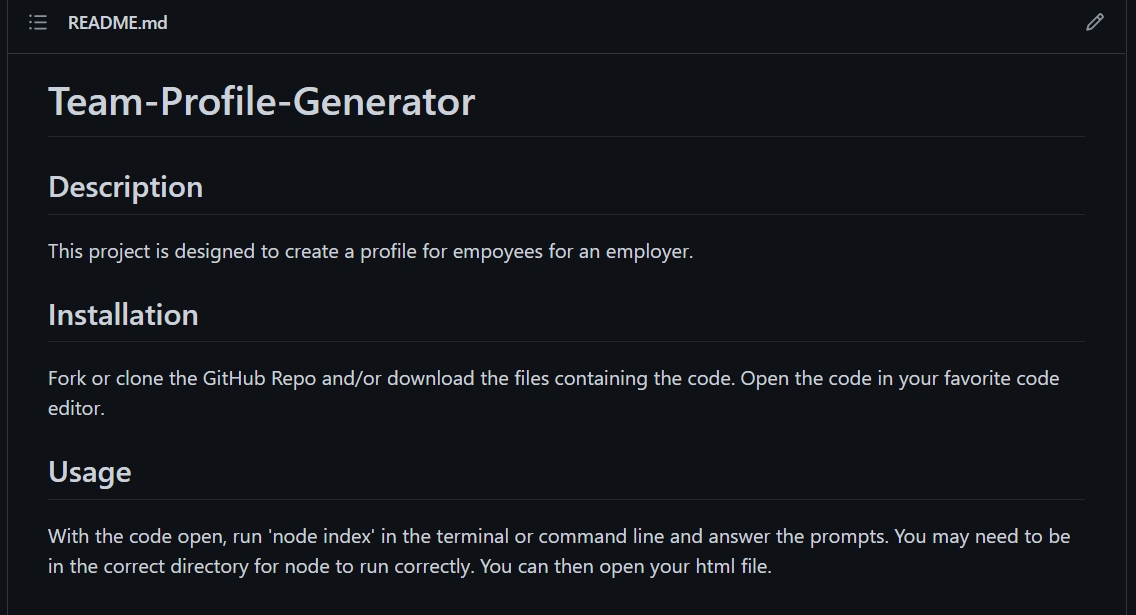 README.md
Team-Profile-Generator
Description
This project is designed to create a profile for empoyees for an employer.
Installation
Fork or clone the GitHub Repo and/or download the files containing the code. Open the code in your favorite code
editor.
Usage
With the code open, run 'node index' in the terminal or command line and answer the prompts. You may need to be
in the correct directory for node to run correctly. You can then open your html file.